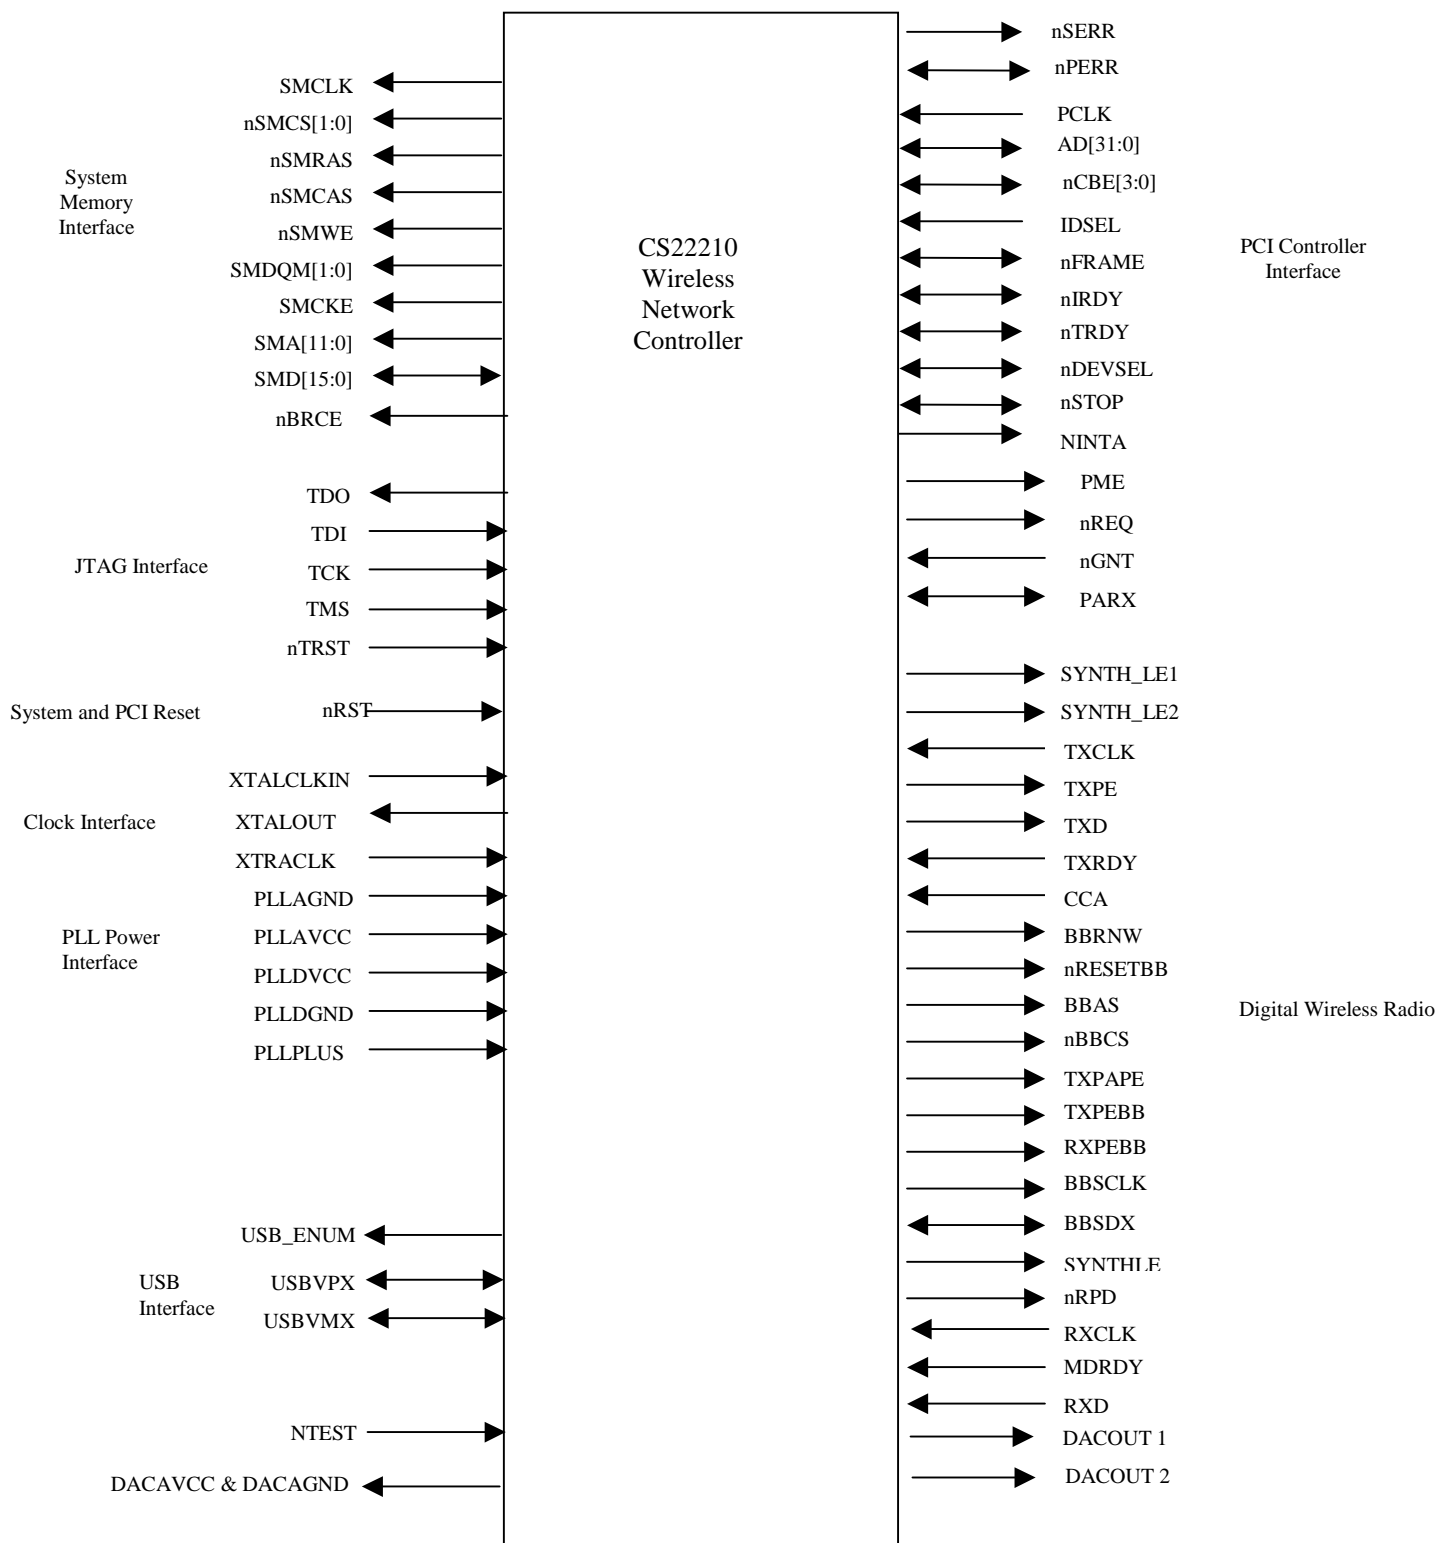 System
Memory
Interface
SMCLK
nSMCS[1:0]
nSMRAS
nSMCAS
nSMWE
SMDQM[1:0]
SMCKE
SMA[11:0]
SMD[15:0]
nBRCE
JTAG Interface
TDO
TDI
TCK
TMS
nTRST
System and PCI Reset
nRST
Clock Interface
XTALCLKIN
XTALOUT
XTRACLK
PLL Power
Interface
PLLAGND
PLLAVCC
PLLDVCC
PLLDGND
PLLPLUS
USB
Interface
USB_ENUM
USBVPX
USBVMX
NTEST
DACAVCC & DACAGND
CS22210
Wireless
Network
Controller
nSERR
nPERR
PCLK
AD[31:0]
nCBE[3:0]
IDSEL
nFRAME
nIRDY
nTRDY
nDEVSEL
nSTOP
NINTA
PME
nREQ
nGNT
PARX
PCI Controller
Interface
SYNTH_LE1
SYNTH_LE2
TXCLK
TXPE
TXD
TXRDY
CCA
BBRNW
nRESETBB
BBAS
nBBCS
TXPAPE
TXPEBB
RXPEBB
BBSCLK
BBSDX
SYNTHLE
nRPD
RXCLK
MDRDY
RXD
DACOUT 1
DACOUT 2
Digital Wireless Radio